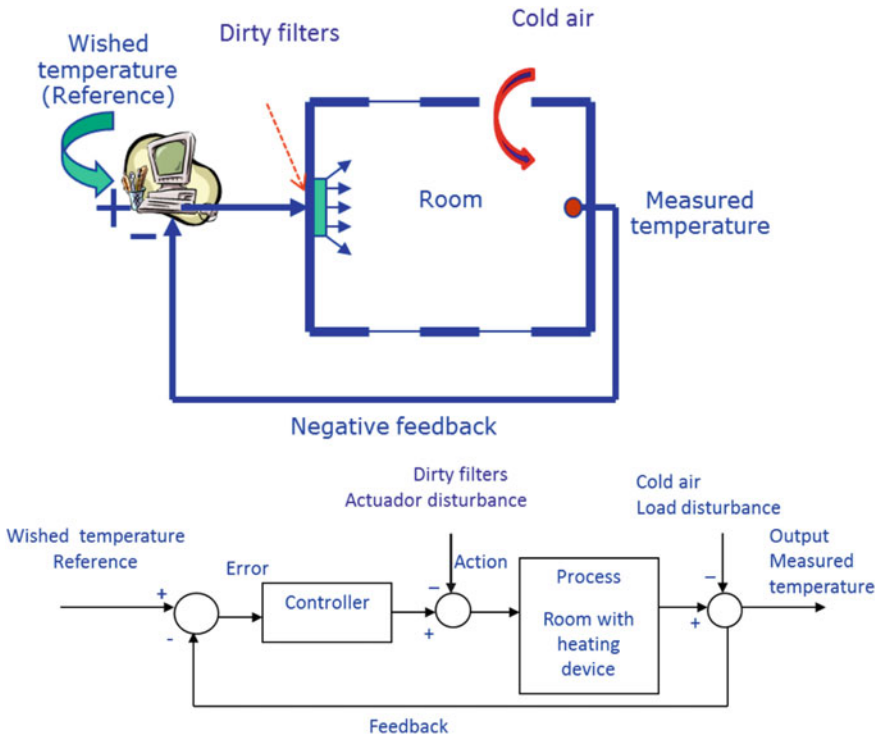 Cold air
Dirty filters
Wished
temperature
(Reference)
+
−
Room
Measured
temperature
Negative feedback
Dirty filters
Actuador disturbance
Cold air
Load disturbance
Wished temperature
Reference
Output
Measured
temperature
Error
Action
Process
Controller
Room with
heating
device
+
-
−
+
−
+
Feedback